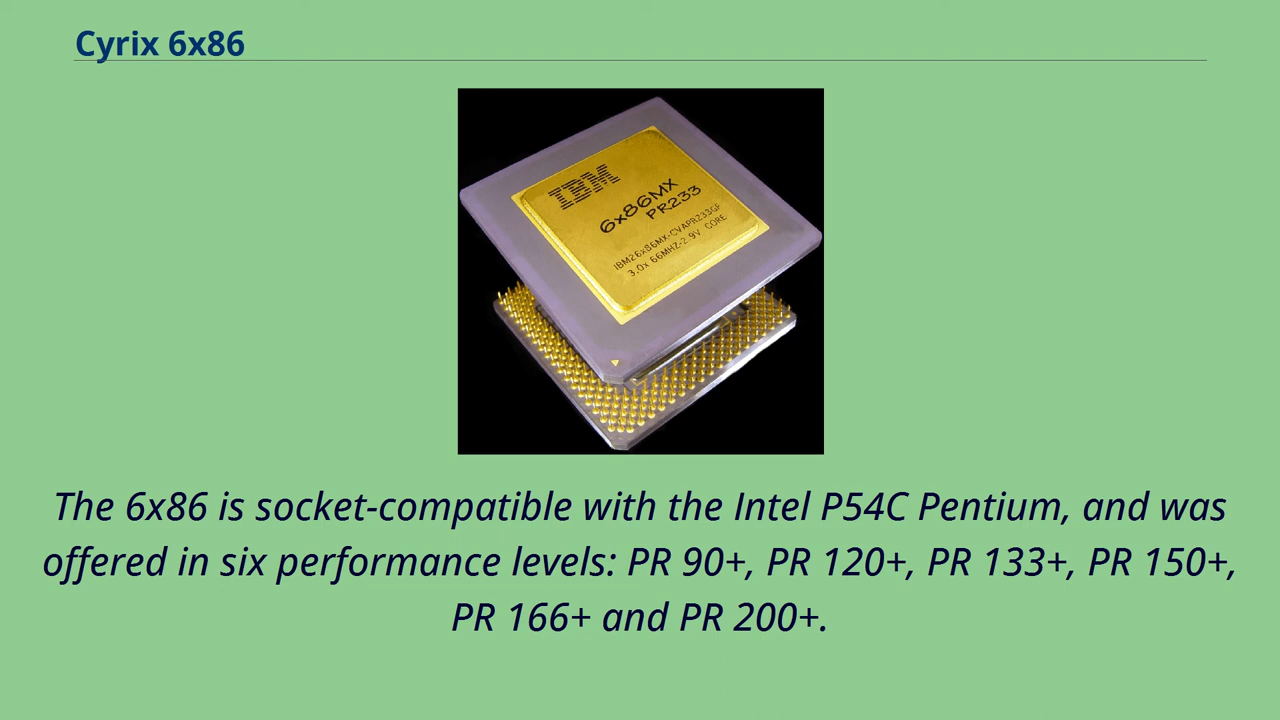 Cyrix 6x86
IBM
6x86MX
PR233
IBM26x86MX-CVAPR233GF
3.0x 66MHZ-2.9V CORE
The 6x86 is socket-compatible with the Intel P54C Pentium, and was
offered in six performance levels: PR 90+, PR 120+, PR 133+, PR 150+,
PR 166+ and PR 200+.